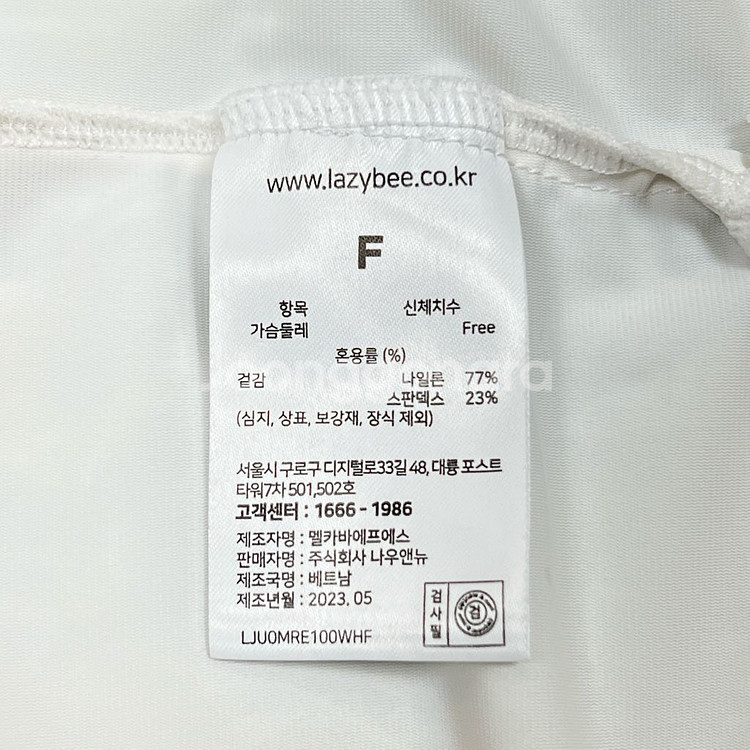 www.lazybee.co.kr
F
항목 신체치수
가슴둘레 Free
혼용률 (%)
겉감 나일론 77%
스판덱스 23%
(심지, 상표, 보강재, 장식 제외)
서울시 구로구 디지털로33길 48, 대륭 포스트
타워7차 501,502호
고객센터 : 1666 - 1986
제조자명 : 멜카바에프에스
판매자명 : 주식회사 나우앤뉴
제조국명 : 베트남
제조년월 : 2023. 05
LJU0MRE100WHF
검사필
검